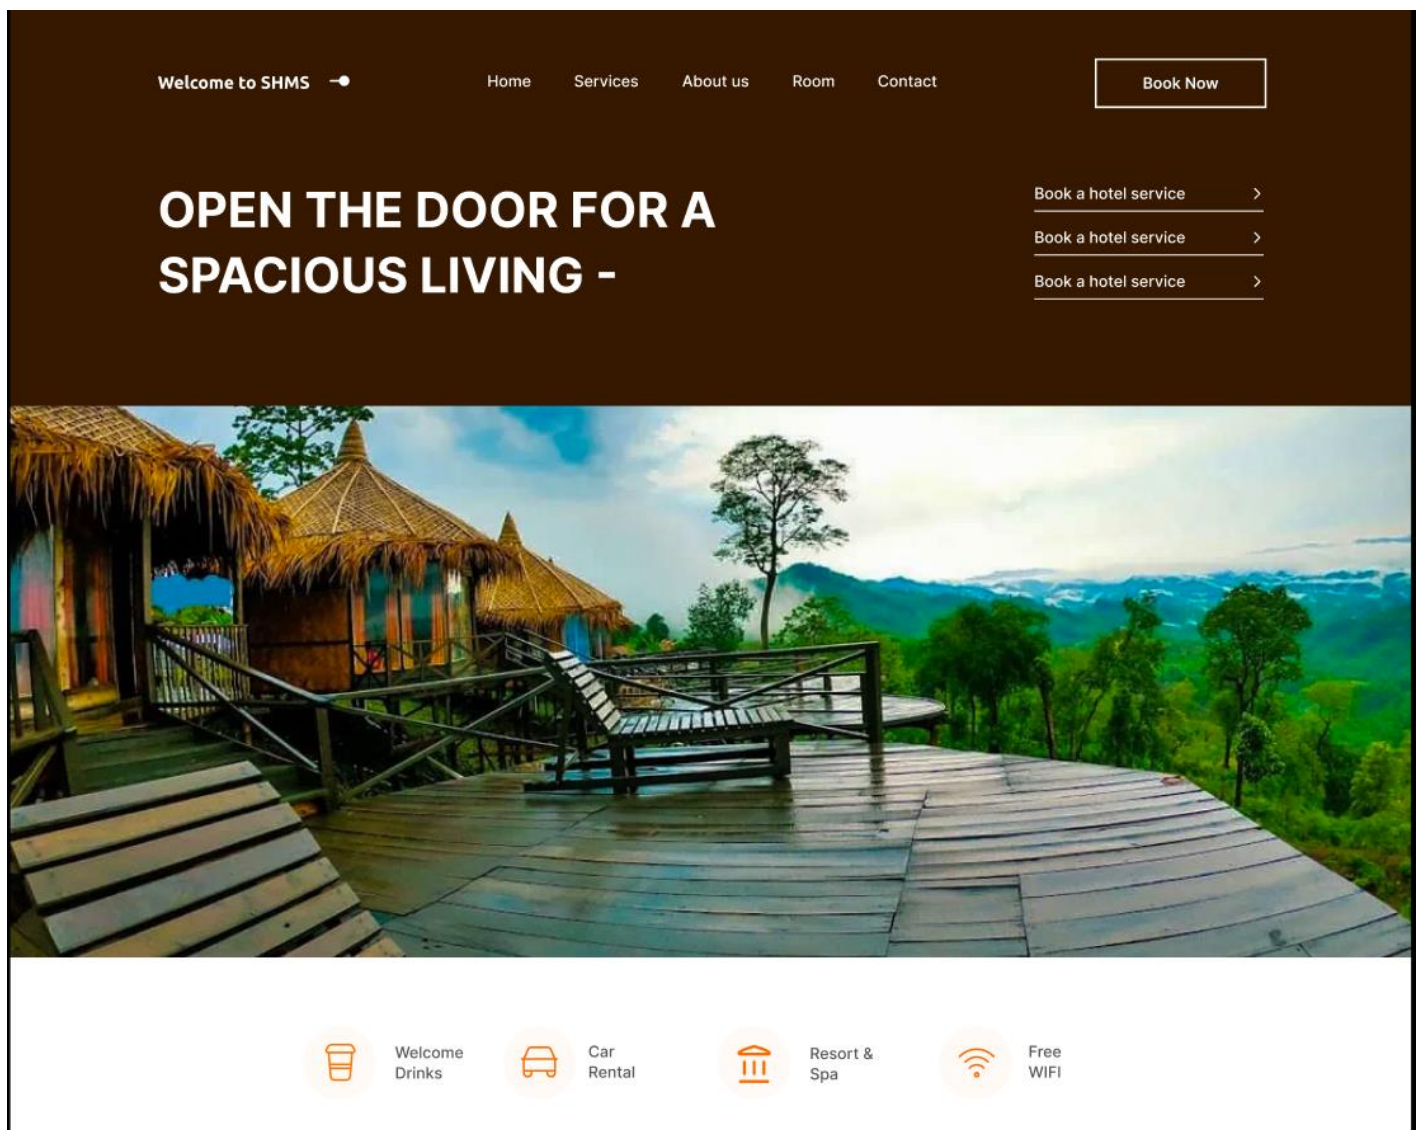 Welcome to SHMS
Home Services About us Room Contact
Book Now
OPEN THE DOOR FOR A
SPACIOUS LIVING -
Book a hotel service
Book a hotel service
Book a hotel service
Welcome
Drinks
Car
Rental
Resort &
Spa
Free
WIFI